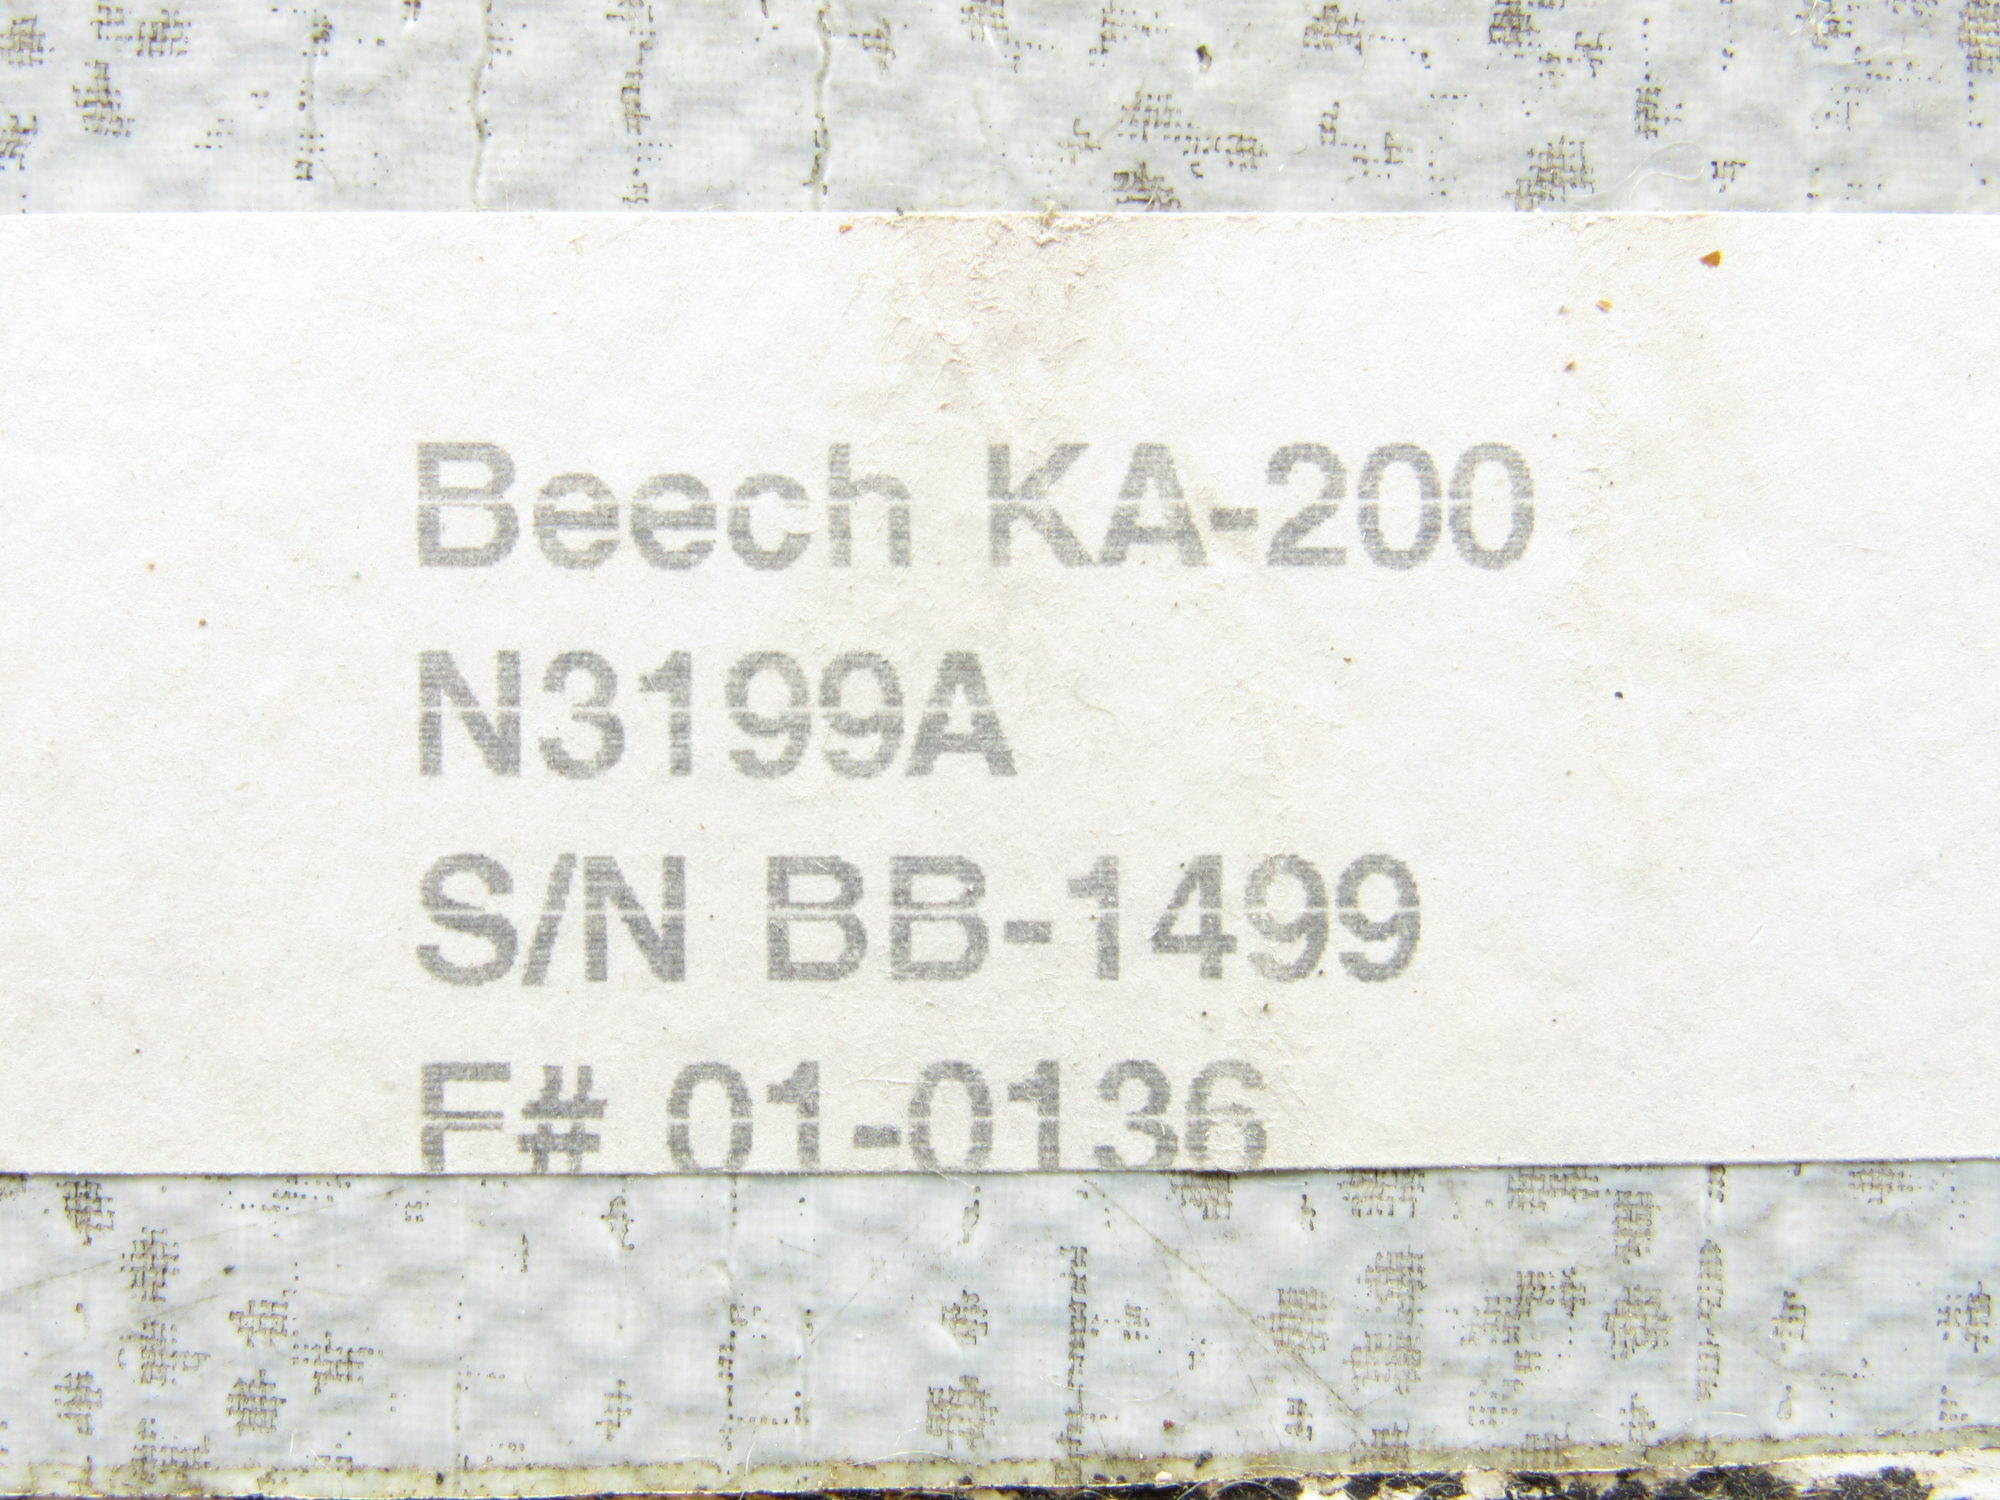 Beech KA-200
N3199A
S/N BB-1499
F# 01-0136